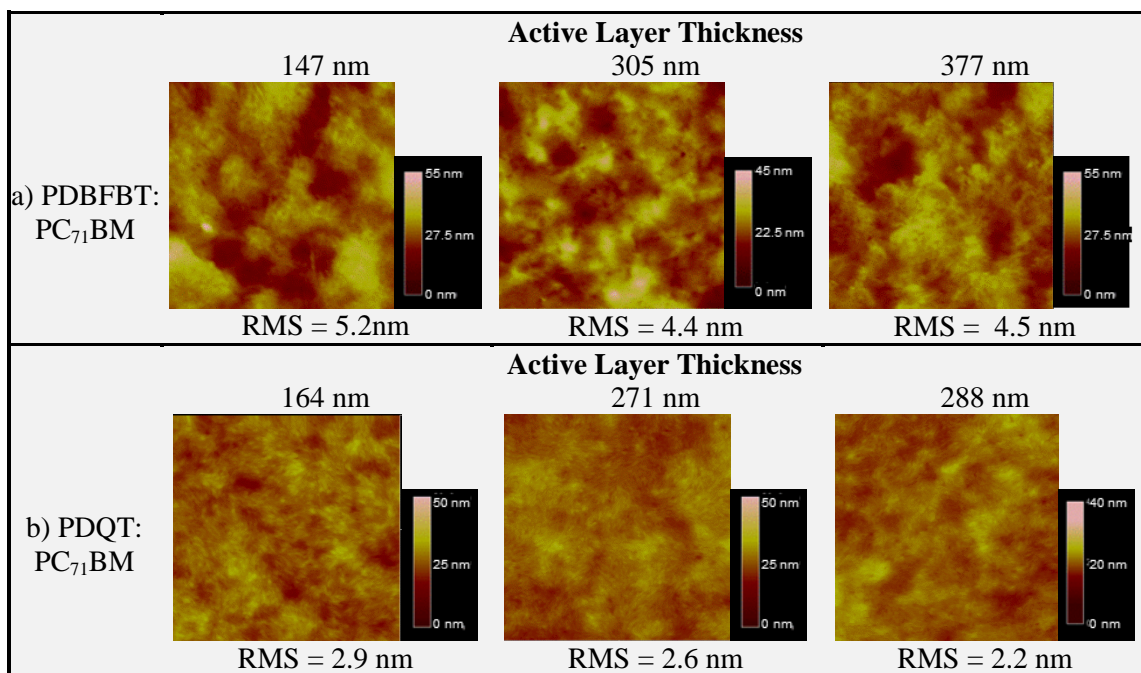 Active Layer Thickness
147 nm 305 nm 377 nm
a) PDBFBT:
PC₇₁BM
55 nm
27.5 nm
0 nm
45 nm
22.5 nm
0 nm
55 nm
27.5 nm
0 nm
RMS = 5.2nm RMS = 4.4 nm RMS = 4.5 nm
Active Layer Thickness
164 nm 271 nm 288 nm
b) PDQT:
PC₇₁BM
50 nm
25 nm
0 nm
50 nm
25 nm
0 nm
40 nm
20 nm
0 nm
RMS = 2.9 nm RMS = 2.6 nm RMS = 2.2 nm